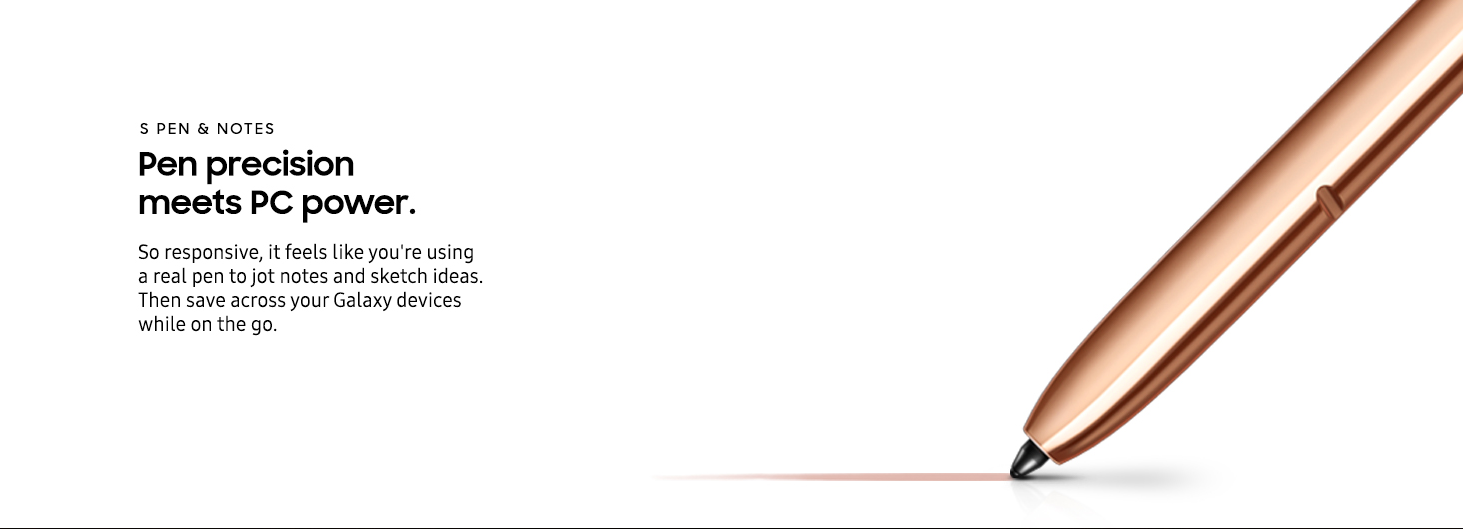 S PEN & NOTES
Pen precision
meets PC power.
So responsive, it feels like you're using
a real pen to jot notes and sketch ideas.
Then save across your Galaxy devices
while on the go.